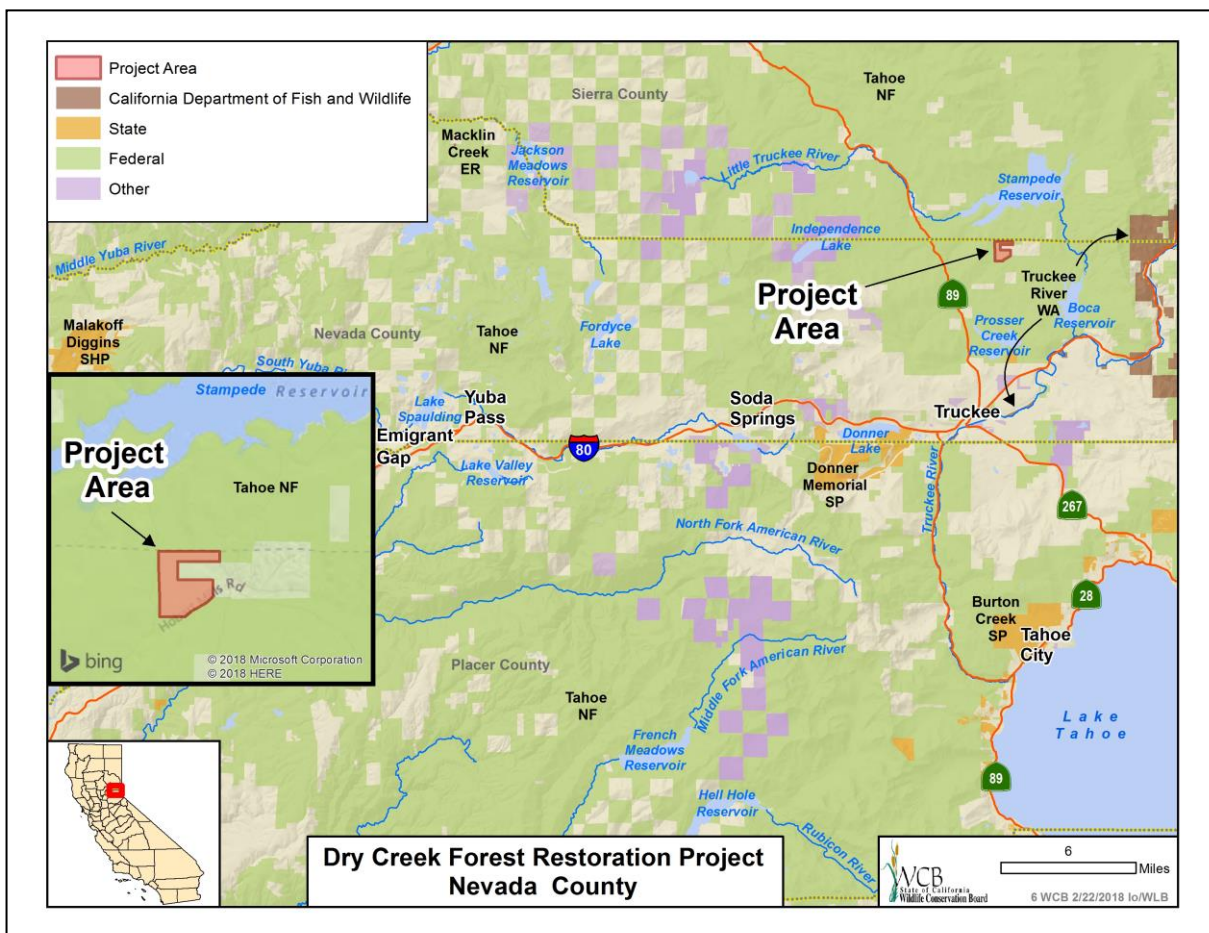 Project Area
California Department of Fish and Wildlife
State
Federal
Other
Sierra County
Tahoe
NF
Macklin
Creek
ER
Jackson
Meadows
Reservoir
Little Truckee River
Stampede
Reservoir
Middle Yuba River
Independence
Lake
Project
Area
89
Truckee
River
WA
Boca
Reservoir
Prosser
Creek
Reservoir
Malakoff
Diggins
SHP
Nevada County
Tahoe
NF
Fordyce
Lake
South Yuba
Lake
Spaulding
Yuba
Pass
Emigrant
Gap
80
Lake Valley
Reservoir
Soda
Springs
Donner
Lake
Donner
Memorial
SP
Truckee
Truckee River
267
North Fork American River
28
Burton
Creek
SP
Tahoe
City
Placer County
Tahoe
NF
Middle Fork American River
French
Meadows
Reservoir
Hell Hole
Reservoir
Rubicon River
Lake
Tahoe
89
Stampede Reservoir
Project
Area
Tahoe NF
Rd
bing
© 2018 Microsoft Corporation
© 2018 HERE
Dry Creek Forest Restoration Project
Nevada County
WCB
State of California
Wildlife Conservation Board
6
Miles
6 WCB 2/22/2018 lo/WLB